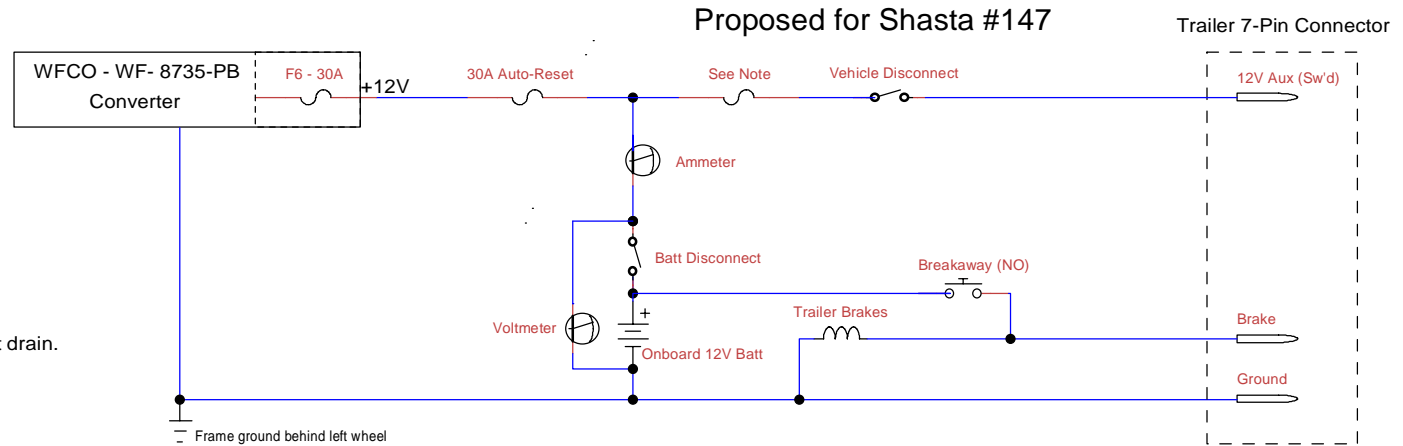 Proposed for Shasta #147
Trailer 7-Pin Connector
WFCO - WF- 8735-PB
Converter
F6 - 30A
+12V
30A Auto-Reset
See Note
Vehicle Disconnect
12V Aux (Sw'd)
Ammeter
Batt Disconnect
Breakaway (NO)
Voltmeter
+
Trailer Brakes
Brake
drain.
Onboard 12V Batt
Ground
Frame ground behind left wheel